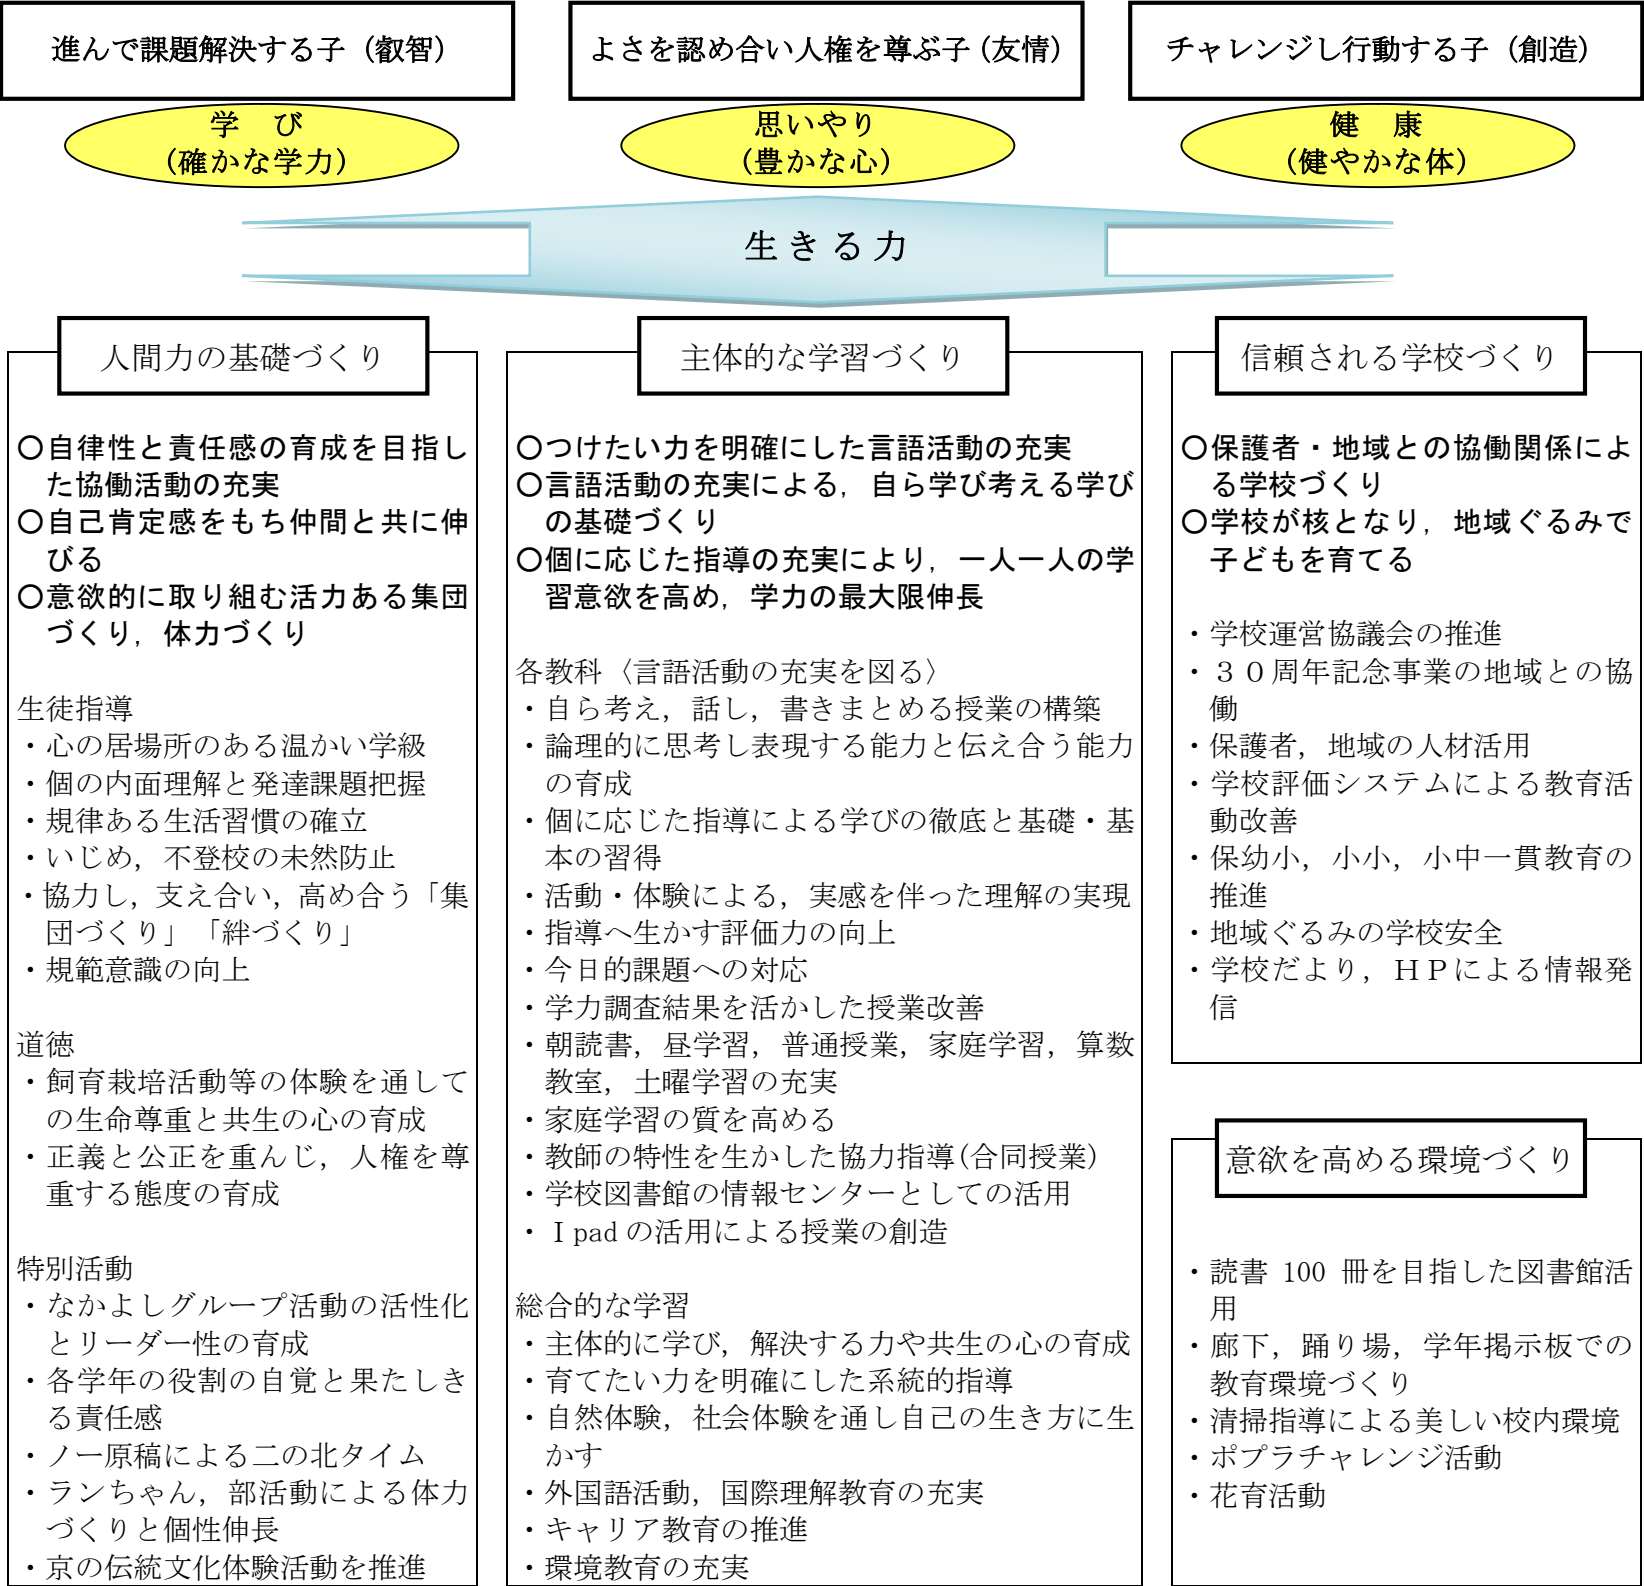 進んで課題解決する子（叡智）
よさを認め合い人権を尊ぶ子（友情）
チャレンジし行動する子（創造）
学　び
（確かな学力）
思いやり
（豊かな心）
健　康
（健やかな体）
生きる力
人間力の基礎づくり
○自律性と責任感の育成を目指し
た協働活動の充実
○自己肯定感をもち仲間と共に伸
びる
○意欲的に取り組む活力ある集団
づくり，体力づくり
生徒指導
・心の居場所のある温かい学級
・個の内面理解と発達課題把握
・規律ある生活習慣の確立
・いじめ，不登校の未然防止
・協力し，支え合い，高め合う「集
団づくり」「絆づくり」
・規範意識の向上
道徳
・飼育栽培活動等の体験を通して
の生命尊重と共生の心の育成
・正義と公正を重んじ，人権を尊
重する態度の育成
特別活動
・なかよしグループ活動の活性化
とリーダー性の育成
・各学年の役割の自覚と果たしき
る責任感
・ノー原稿による二の北タイム
・ランちゃん，部活動による体力
づくりと個性伸長
・京の伝統文化体験活動を推進
主体的な学習づくり
○つけたい力を明確にした言語活動の充実
○言語活動の充実による，自ら学び考える学び
の基礎づくり
○個に応じた指導の充実により，一人一人の学
習意欲を高め，学力の最大限伸長
各教科〈言語活動の充実を図る〉
・自ら考え，話し，書きまとめる授業の構築
・論理的に思考し表現する能力と伝え合う能力
の育成
・個に応じた指導による学びの徹底と基礎・基
本の習得
・活動・体験による，実感を伴った理解の実現
・指導へ生かす評価力の向上
・今日的課題への対応
・学力調査結果を活かした授業改善
・朝読書，昼学習，普通授業，家庭学習，算数
教室，土曜学習の充実
・家庭学習の質を高める
・教師の特性を生かした協力指導(合同授業)
・学校図書館の情報センターとしての活用
・Ｉpadの活用による授業の創造
総合的な学習
・主体的に学び，解決する力や共生の心の育成
・育てたい力を明確にした系統的指導
・自然体験，社会体験を通し自己の生き方に生
かす
・外国語活動，国際理解教育の充実
・キャリア教育の推進
・環境教育の充実
信頼される学校づくり
○保護者・地域との協働関係によ
る学校づくり
○学校が核となり，地域ぐるみで
子どもを育てる
・学校運営協議会の推進
・３０周年記念事業の地域との協
働
・保護者，地域の人材活用
・学校評価システムによる教育活
動改善
・保幼小，小小，小中一貫教育の
推進
・地域ぐるみの学校安全
・学校だより，ＨＰによる情報発
信
意欲を高める環境づくり
・読書 100 冊を目指した図書館活
用
・廊下，踊り場，学年掲示板での
教育環境づくり
・清掃指導による美しい校内環境
・ポプラチャレンジ活動
・花育活動